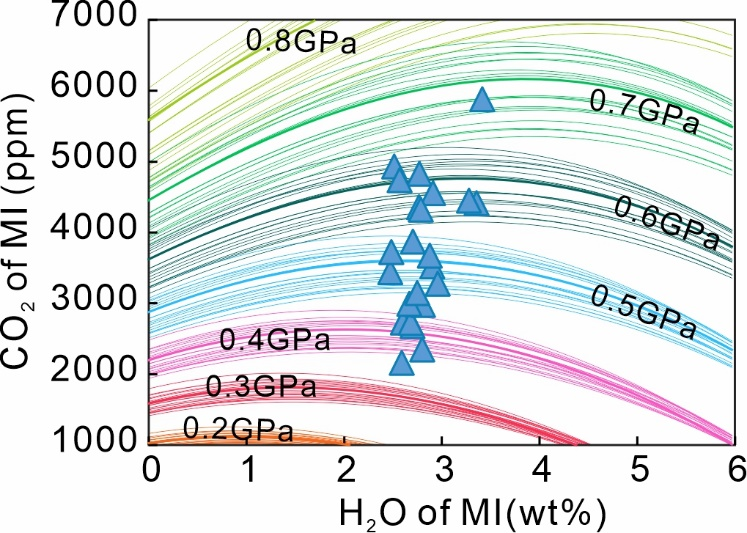 7000
6000
5000
4000
3000
2000
1000
CO₂ of MI (ppm)
0.8GPa
0.7GPa
0.6GPa
0.5GPa
0.4GPa
0.3GPa
0.2GPa
0 1 2 3 4 5 6
H₂O of MI(wt%)